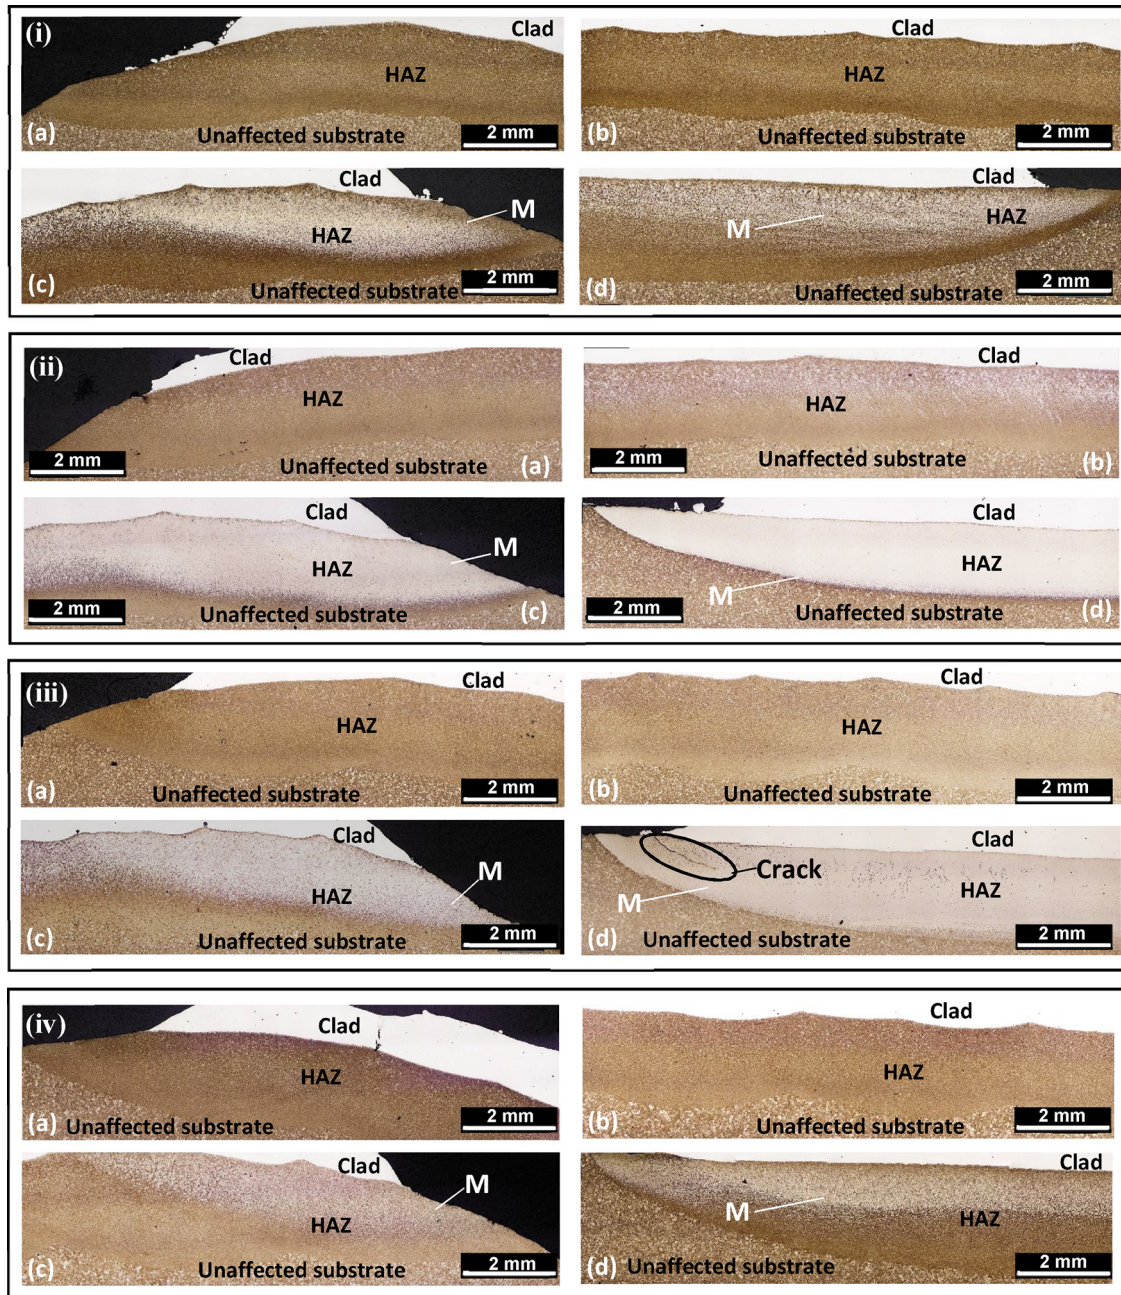 (i)
Clad
HAZ
Unaffected substrate
(a)
2 mm
Clad
HAZ
Unaffected substrate
(b)
2 mm
Clad
M
HAZ
Unaffected substrate
(c)
2 mm
Clad
M
HAZ
Unaffected substrate
(d)
2 mm
(ii)
Clad
HAZ
2 mm
Unaffected substrate
(a)
Clad
HAZ
2 mm
Unaffected substrate
(b)
Clad
M
HAZ
2 mm
Unaffected substrate
(c)
Clad
HAZ
M
2 mm
Unaffected substrate
(d)
(iii)
Clad
HAZ
(a)
2 mm
Unaffected substrate
Clad
HAZ
(b)
2 mm
Unaffected substrate
Clad
M
HAZ
(c)
Unaffected substrate
2 mm
Clad
Crack
M
HAZ
(d)
Unaffected substrate
2 mm
(iv)
Clad
HAZ
(a)
Unaffected substrate
2 mm
Clad
HAZ
(b)
Unaffected substrate
2 mm
Clad
M
HAZ
(c)
Unaffected substrate
2 mm
Clad
M
HAZ
(d)
Unaffected substrate
2 mm